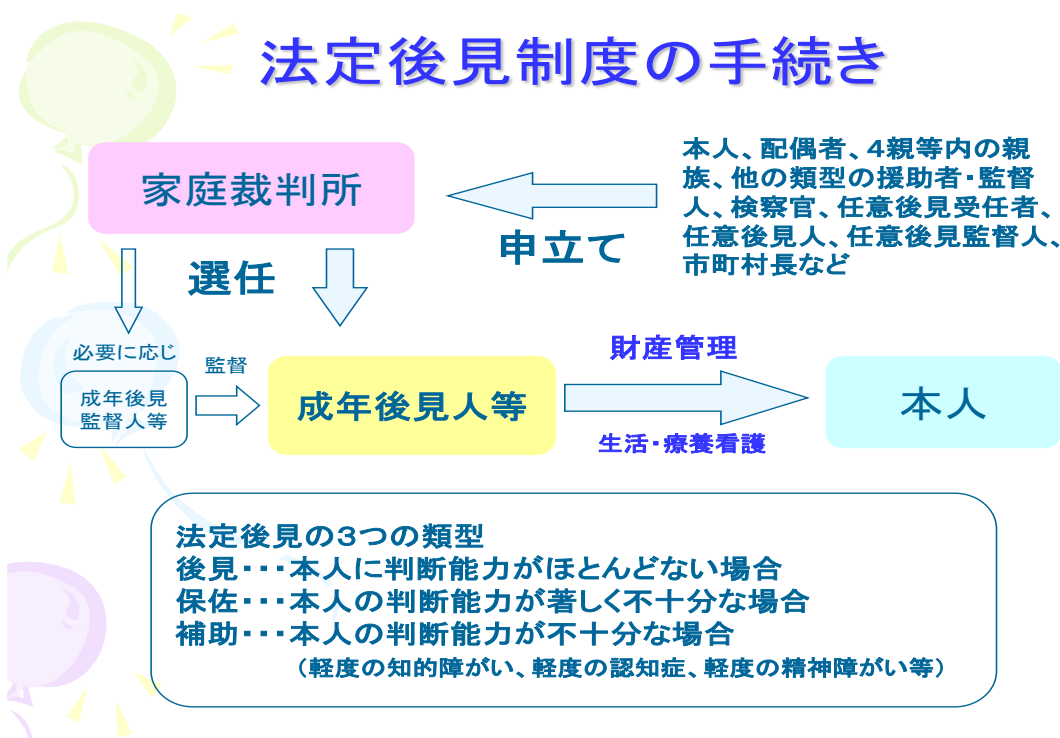 法定後見制度の手続き
家庭裁判所
本人、配偶者、4親等内の親
族、他の類型の援助者・監督
人、検察官、任意後見受任者、
任意後見人、任意後見監督人、
市町村長など
申立て
選任
必要に応じ
成年後見
監督人等
監督
成年後見人等
財産管理
生活・療養看護
本人
法定後見の3つの類型
後見・・・本人に判断能力がほとんどない場合
保佐・・・本人の判断能力が著しく不十分な場合
補助・・・本人の判断能力が不十分な場合
（軽度の知的障がい、軽度の認知症、軽度の精神障がい等）